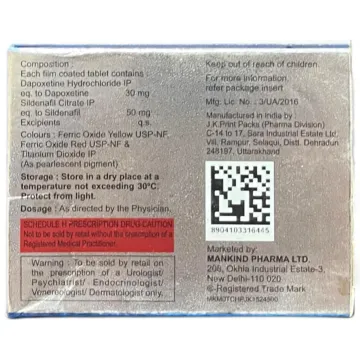 Composition :
Each film coated tablet contains :
Dapoxetine Hydrochloride IP
eq. to Dapoxetine 30 mg
Sildenafil Citrate IP
eq. to Sildenafil 50 mg
Excipients q.s.
Colours : Ferric Oxide Yellow USP-NF,
Ferric Oxide Red USP-NF &
Titanium Dioxide IP
(As pearlescent pigment)
Storage : Store in a dry place at a
temperature not exceeding 30°C.
Protect from light.
Dosage : As directed by the Physician.
SCHEDULE H PRESCRIPTION DRUG-CAUTION
Not to be sold by retail without the prescription of a
Registered Medical Practitioner.
Warning : To be sold by retail on
the prescription of a Urologist/
Psychiatrist/ Endocrinologist/
Venereologist/ Dermatologist only.
Keep out of reach of children.
For more information,
refer package insert
Mfg. Lic. No. : 3/UA/2016
Manufactured in India by
J.K.Print Packs (Pharma Division)
C-14 to 17, Sara Industrial Estate Ltd.
Vill. Rampur, Selaqui, Distt. Dehradun
248197, Uttarakhand
8904103316445
Marketed by:
MANKIND PHARMA LTD.
208, Okhla Industrial Estate-3,
New Delhi-110 020
®-Registered Trade Mark